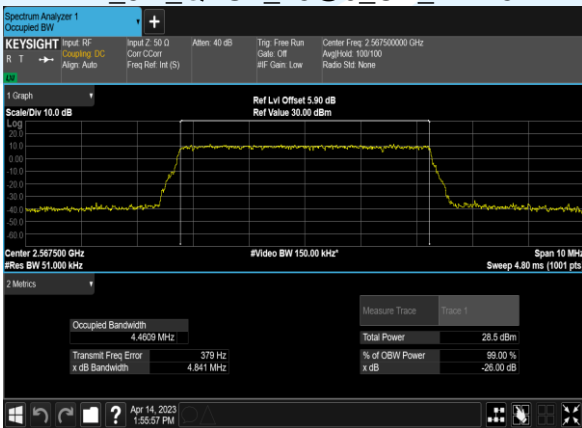 Spectrum Analyzer 1
Occupied BW
+
KEYSIGHT Input: RF Input Z: 50 Ω Atten: 40 dB Trig: Free Run Center Freq: 2.567500000 GHz
R T Coupling: DC Corr CCorr Gate: Off Avg|Hold: 100/100
Align: Auto Freq Ref: Int (S) #IF Gain: Low Radio Std: None
LW
1 Graph Ref Lvl Offset 5.90 dB
Scale/Div 10.0 dB Ref Value 30.00 dBm
Log
20.0
10.0
0.00
-10.0
-20.0
-30.0
-40.0
-50.0
-60.0
Center 2.567500 GHz #Video BW 150.00 kHz* Span 10 MHz
#Res BW 51.000 kHz Sweep 4.80 ms (1001 pts
2 Metrics
Measure Trace Trace 1
Occupied Bandwidth
4.4609 MHz Total Power 28.5 dBm
Transmit Freq Error 379 Hz % of OBW Power 99.00 %
x dB Bandwidth 4.841 MHz x dB -26.00 dB
? Apr 14, 2023
1:55:57 PM